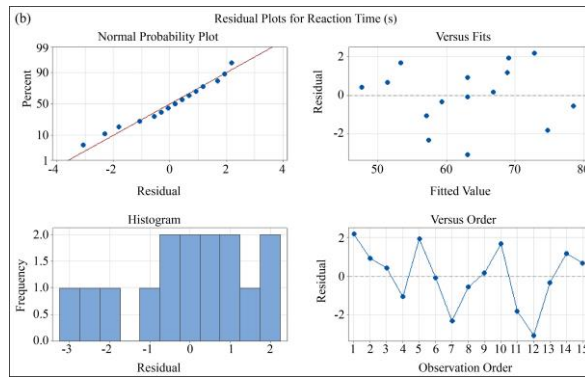 (b)
Residual Plots for Reaction Time (s)
Normal Probability Plot
Versus Fits
99
90
50
10
1
Percent
-4 -2 0 2 4
Residual
2
0
-2
Residual
50 60 70 80
Fitted Value
Histogram
Versus Order
2.0
1.5
1.0
0.5
0.0
Frequency
-3 -2 -1 0 1 2
Residual
2
0
-2
Residual
1 2 3 4 5 6 7 8 9 10 11 12 13 14 15
Observation Order